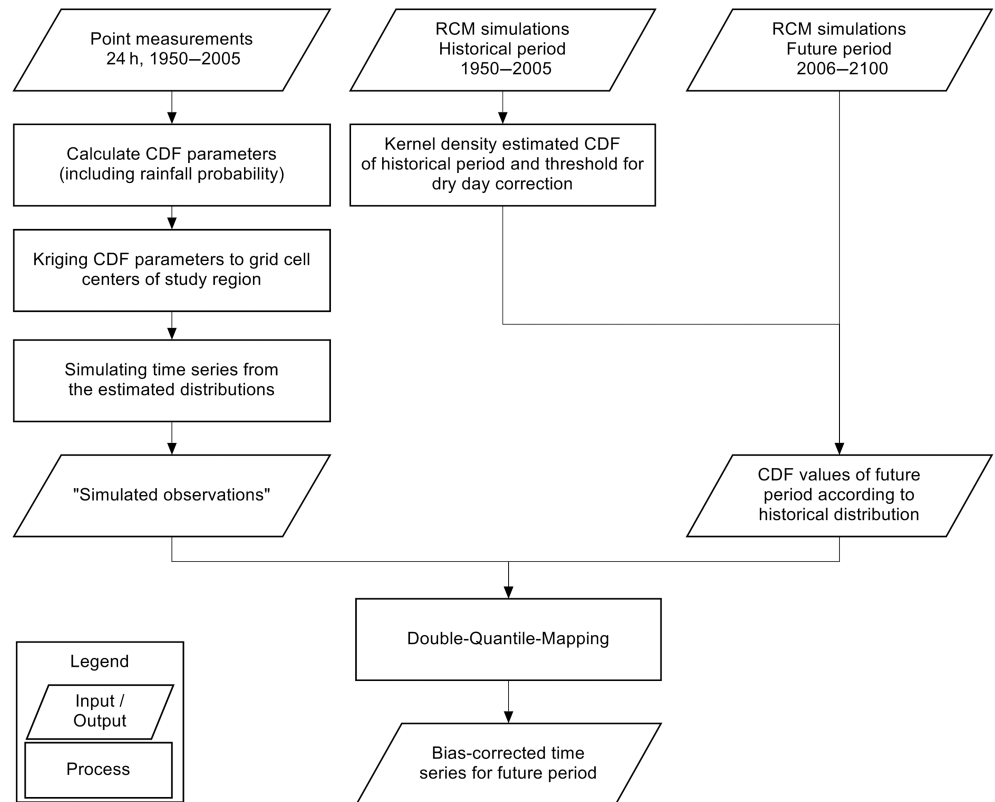 Point measurements
24 h, 1950–2005
RCM simulations
Historical period
1950–2005
RCM simulations
Future period
2006–2100
Calculate CDF parameters
(including rainfall probability)
Kernel density estimated CDF
of historical period and threshold for
dry day correction
Kriging CDF parameters to grid cell
centers of study region
Simulating time series from
the estimated distributions
"Simulated observations"
CDF values of future
period according to
historical distribution
Double-Quantile-Mapping
Bias-corrected time
series for future period
Legend
Input /
Output
Process